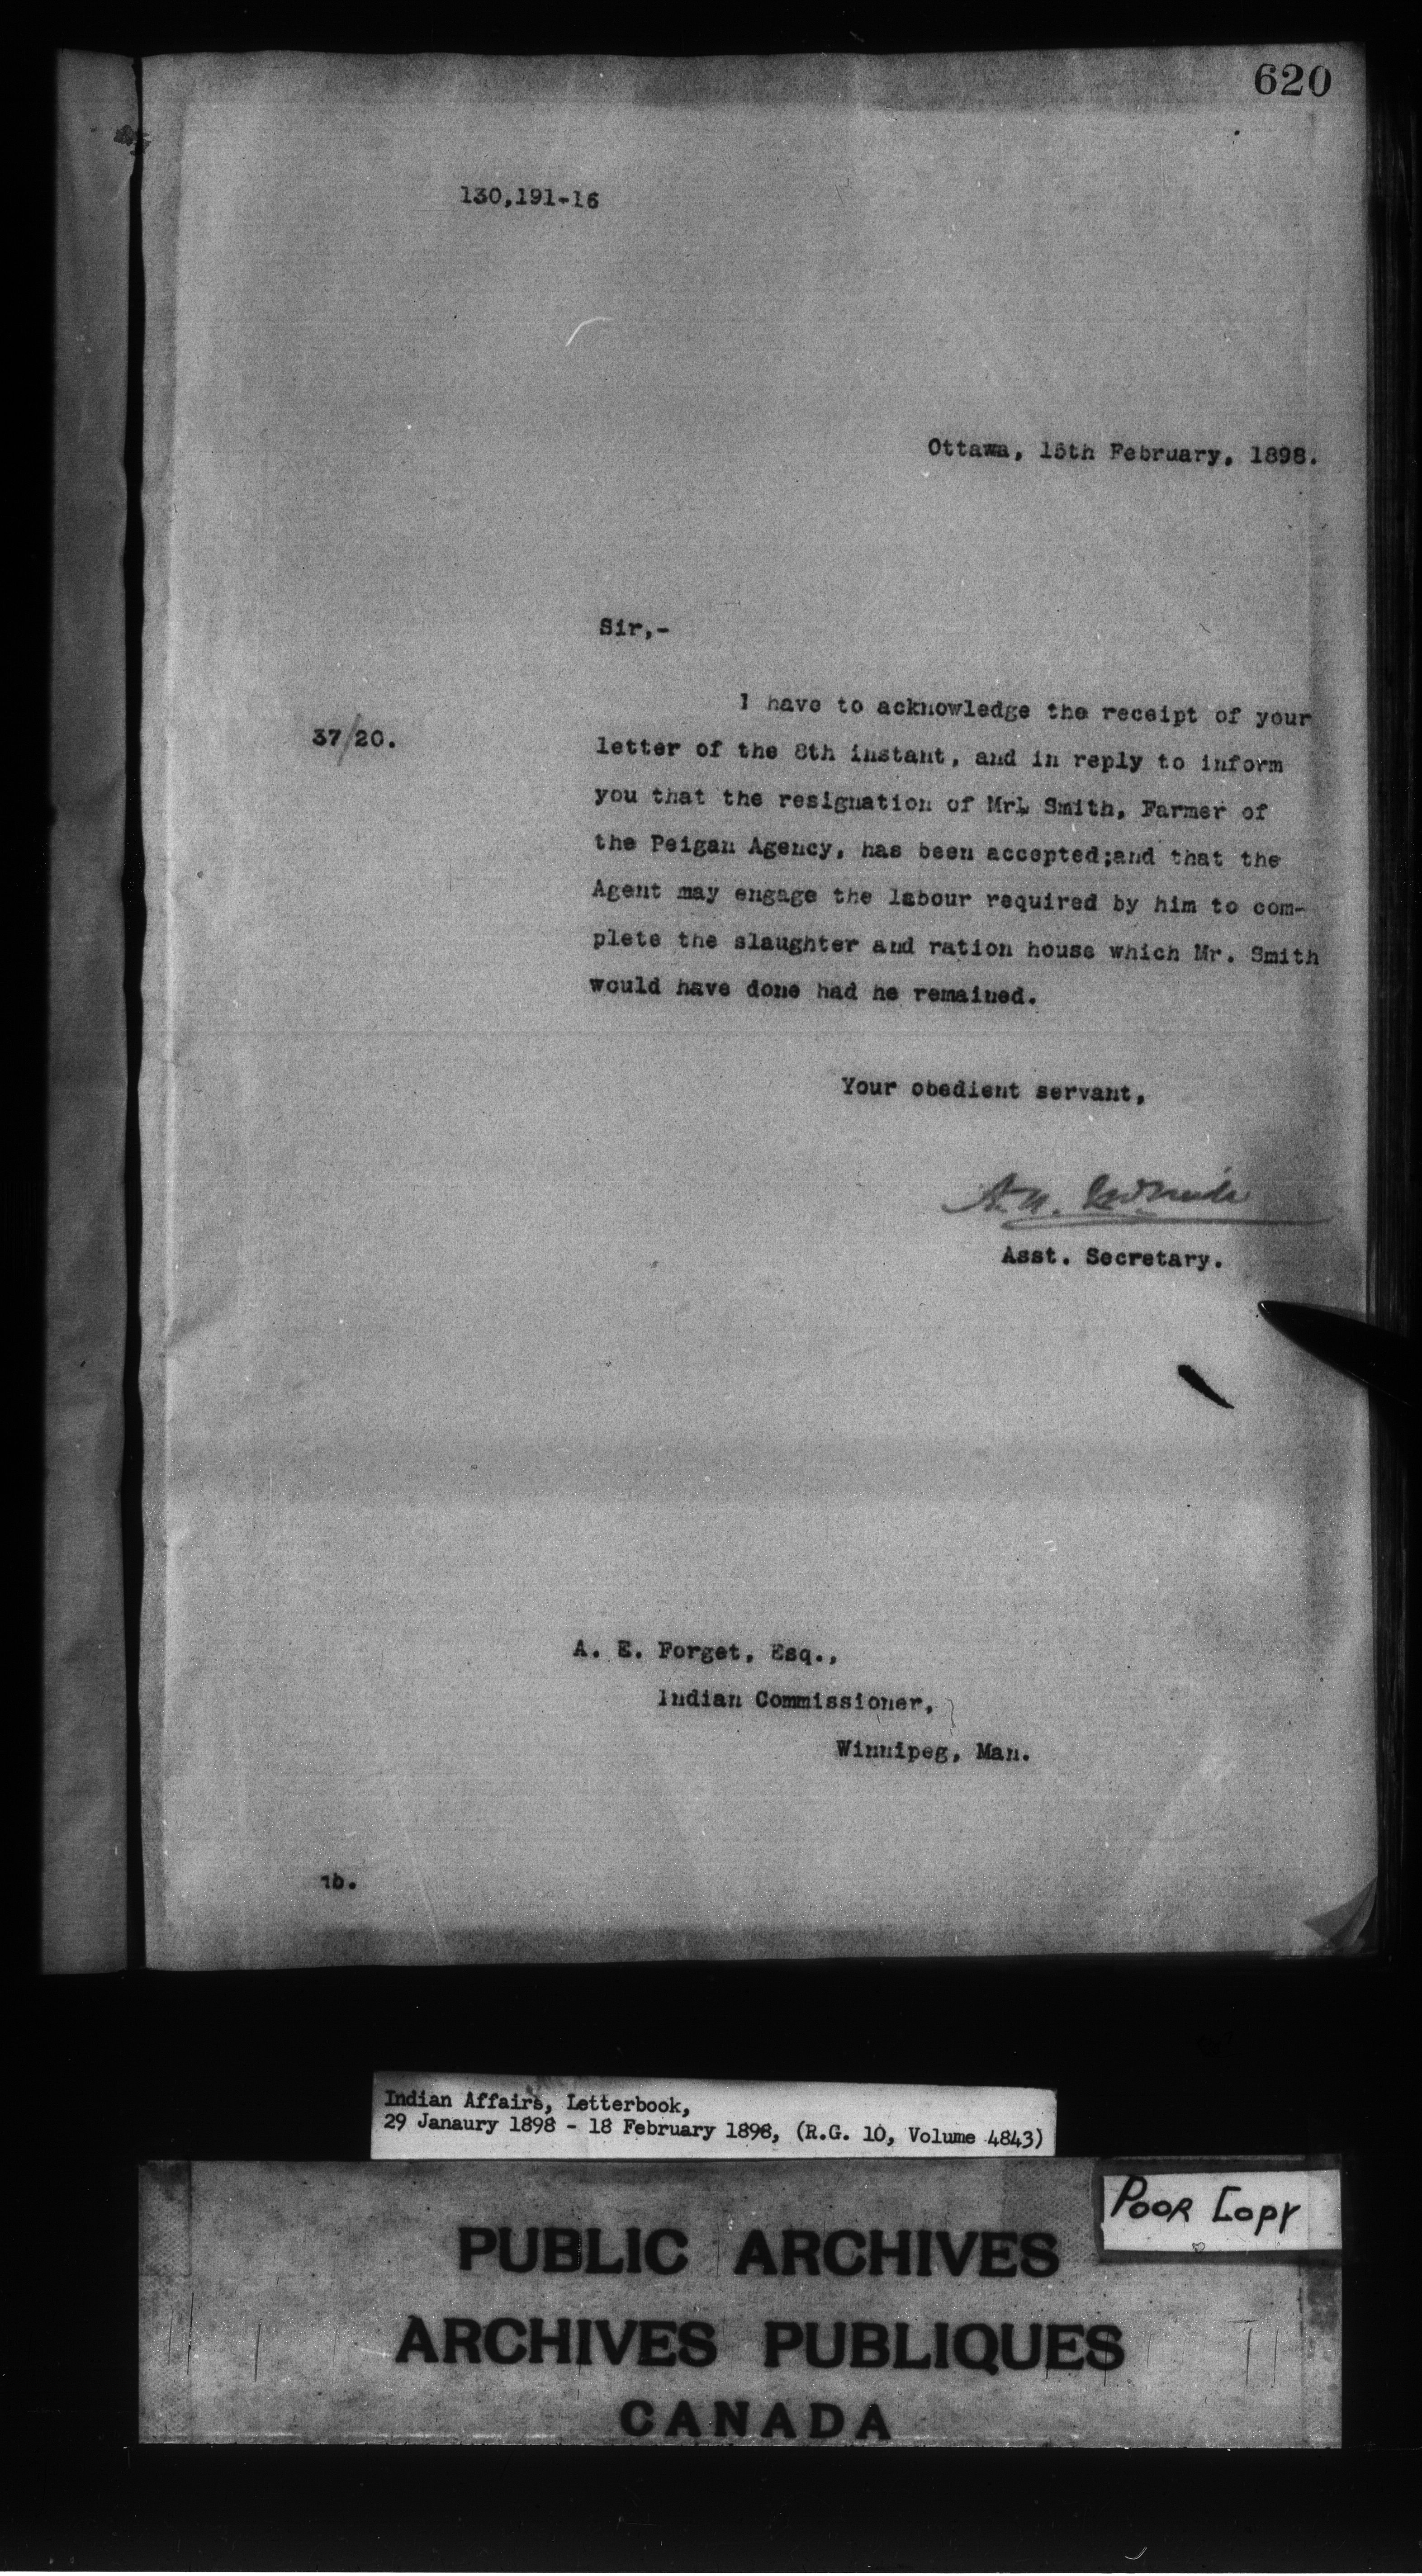 620
130,191-16
Ottawa, 15th February, 1898.
Sir,-
I have to acknowledge the receipt of your
37/20.
letter of the 8th instant, and in reply to inform
you that the resignation of Mr. Smith, Farmer of
the Peigan Agency, has been accepted;and that the
Agent may engage the labour required by him to com-
plete the slaughter and ration house which Mr. Smith
would have done had he remained.
Your obedient servant,
A. N.
Asst. Secretary.
A. E. Forget, Esq.,
Indian Commissioner,
Winnipeg, Man.
Indian Affairs, Letterbook,
29 Janaury 1898 - 18 February 1898, (R.G. 10, Volume 4843)
Poor Copy
PUBLIC ARCHIVES
ARCHIVES PUBLIQUES
CANADA